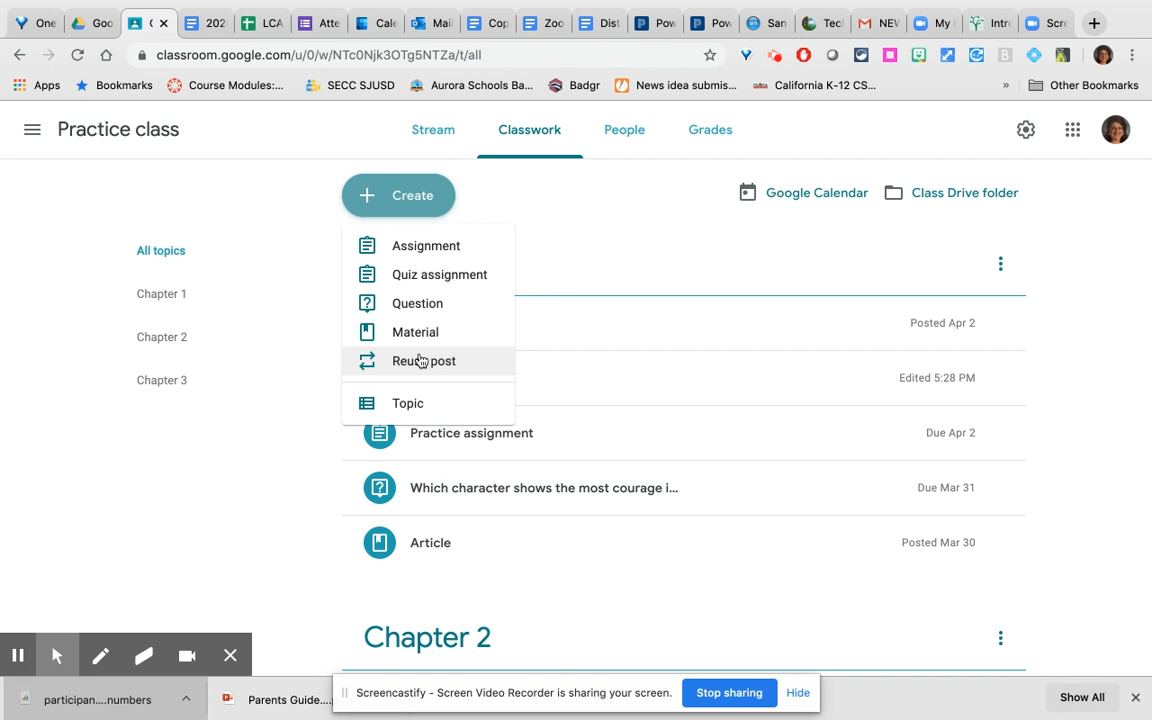 One
Goo
C
202
LCA
Atte
Cale
Mail
Cop
Zoo
Dist
Pow
Pow
San
Tec
NEV
My
Intro
Scre
classroom.google.com/u/0/w/NTc0Njk3OTg5NTZa/t/all
Apps
Bookmarks
Course Modules:...
SECC SJUSD
Aurora Schools Ba...
Badgr
News idea submis...
California K-12 CS...
»
Other Bookmarks
Practice class
Stream
Classwork
People
Grades
+ Create
Google Calendar
Class Drive folder
All topics
Chapter 1
Chapter 2
Chapter 3
Assignment
Quiz assignment
Question
Material
Reuse post
Topic
Posted Apr 2
Edited 5:28 PM
Practice assignment
Due Apr 2
Which character shows the most courage i...
Due Mar 31
Article
Posted Mar 30
Chapter 2
participan....numbers
Parents Guide....
Screencastify - Screen Video Recorder is sharing your screen.
Stop sharing
Hide
Show All